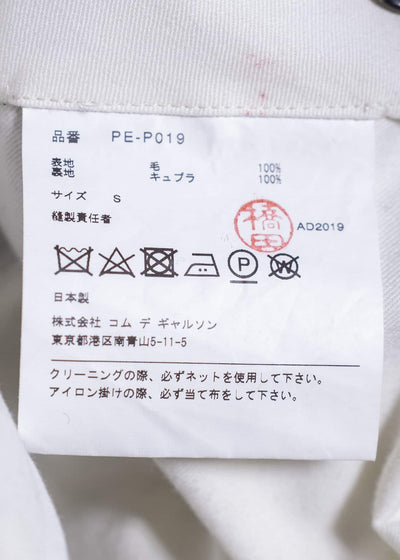 品番 PE-P019
表地 毛 100%
裏地 キュプラ 100%
サイズ S
縫製責任者
AD2019
日本製
株式会社 コム デ ギャルソン
東京都港区南青山5-11-5
クリーニングの際、必ずネットを使用して下さい。
アイロン掛けの際、必ず当て布をして下さい。